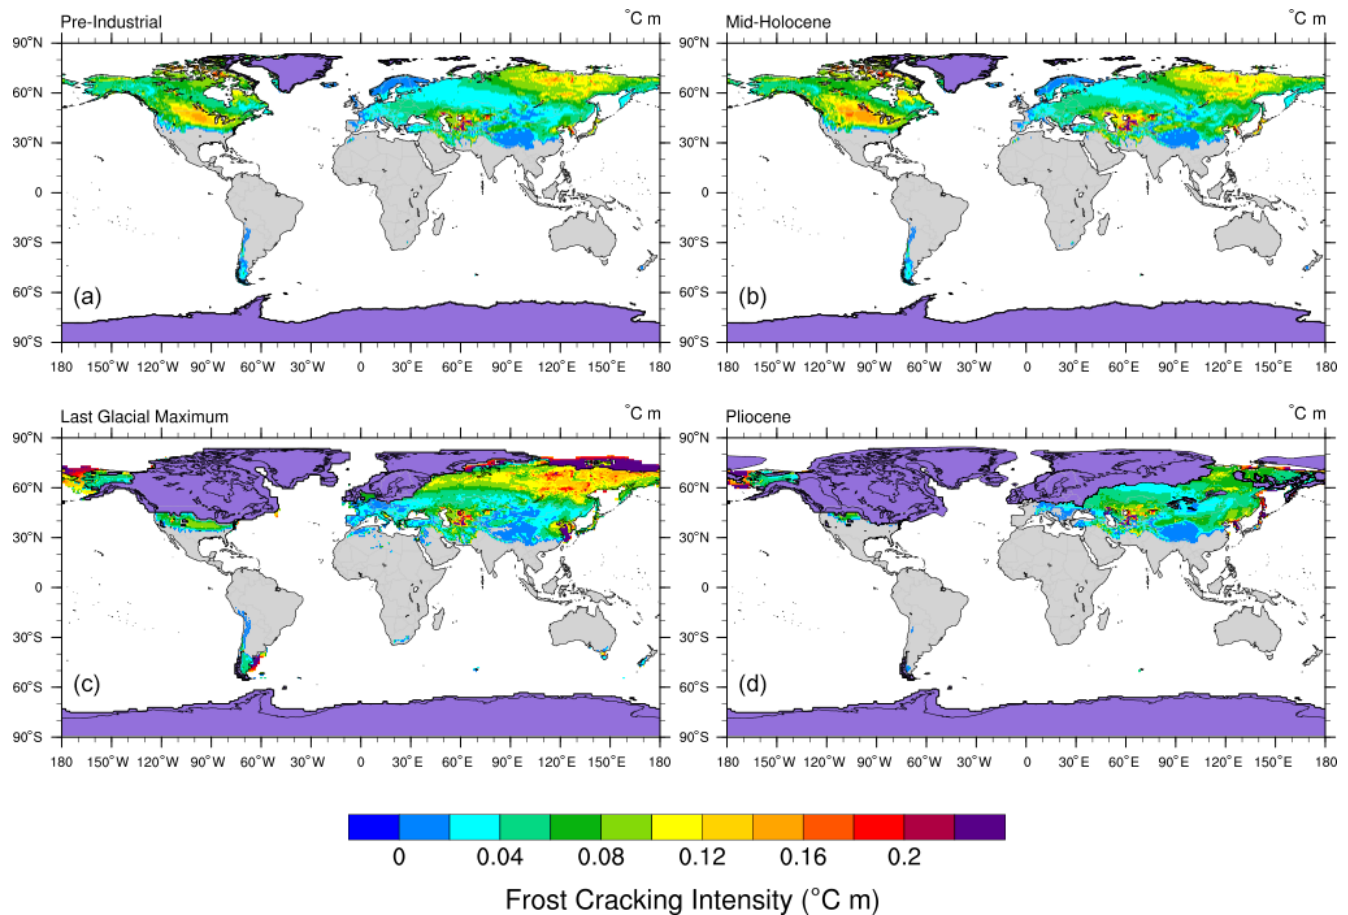 Pre-Industrial °C m
90°N
60°N
30°N
0
30°S
60°S
90°S
(a)
180 150°W 120°W 90°W 60°W 30°W 0 30°E 60°E 90°E 120°E 150°E 180
Mid-Holocene °C m
90°N
60°N
30°N
0
30°S
60°S
90°S
(b)
180 150°W 120°W 90°W 60°W 30°W 0 30°E 60°E 90°E 120°E 150°E 180
Last Glacial Maximum °C m
90°N
60°N
30°N
0
30°S
60°S
90°S
(c)
180 150°W 120°W 90°W 60°W 30°W 0 30°E 60°E 90°E 120°E 150°E 180
Pliocene °C m
90°N
60°N
30°N
0
30°S
60°S
90°S
(d)
180 150°W 120°W 90°W 60°W 30°W 0 30°E 60°E 90°E 120°E 150°E 180
0 0.04 0.08 0.12 0.16 0.2
Frost Cracking Intensity (°C m)